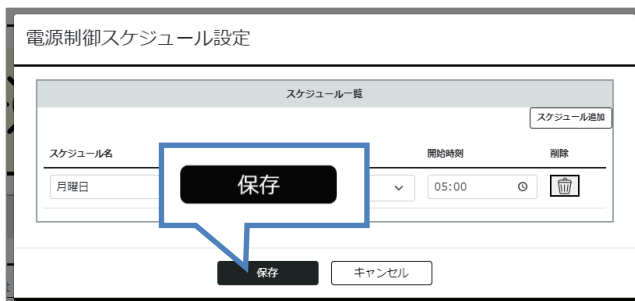 電源制御スケジュール設定
スケジュール一覧
スケジュール追加
スケジュール名 開始時刻 削除
月曜日 保存 05:00
保存 キャンセル